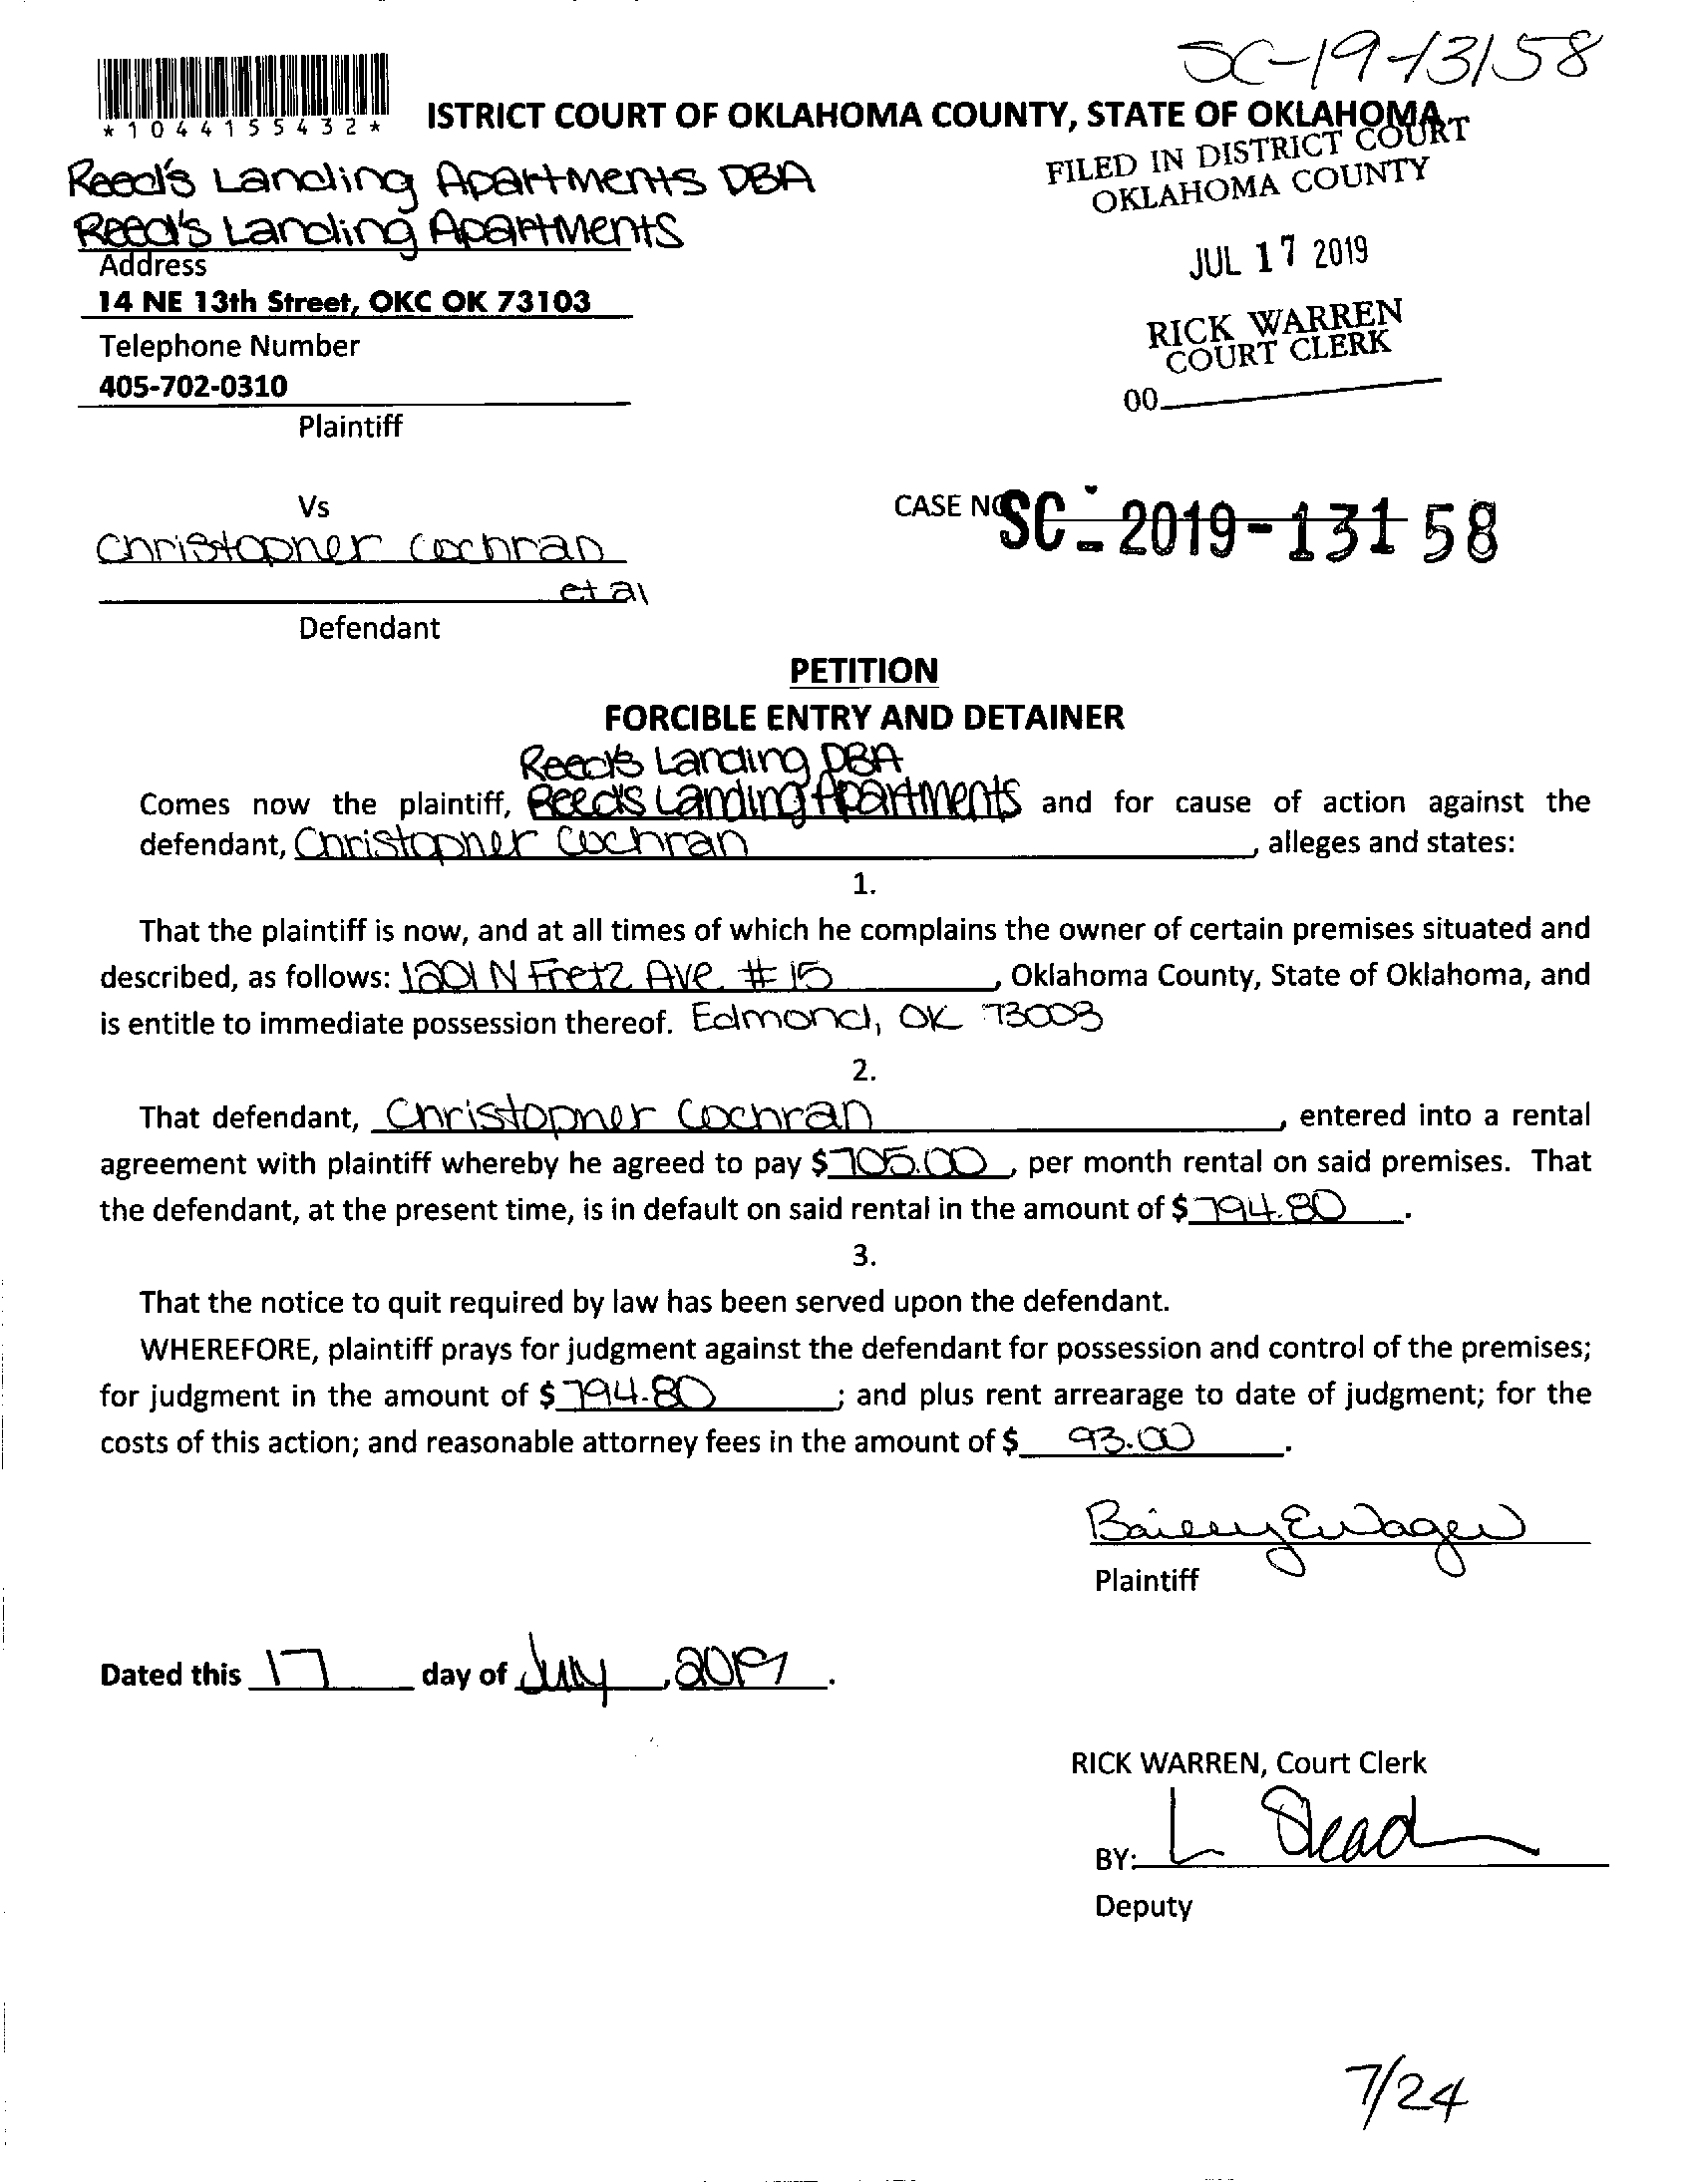 SC-19-13158
*1044155432*
ISTRICT COURT OF OKLAHOMA COUNTY, STATE OF OKLAHOMA
FILED IN DISTRICT COURT
OKLAHOMA COUNTY
Reed's Landing Apartments DBA
Reed's Landing Apartments
Address
14 NE 13th Street, OKC OK 73103
Telephone Number
405-702-0310
Plaintiff
JUL 17 2019
RICK WARREN
COURT CLERK
00
Vs
CASE NO SC - 2019-13158
Christopher Cochran
et al
Defendant
PETITION
FORCIBLE ENTRY AND DETAINER
Reed's Landing DBA
Comes now the plaintiff, Reed's Landing Apartments and for cause of action against the
defendant, Christopher Cochran, alleges and states:
1.
That the plaintiff is now, and at all times of which he complains the owner of certain premises situated and
described, as follows: 1201 N Fretz Ave #15, Oklahoma County, State of Oklahoma, and
is entitle to immediate possession thereof. Edmond, OK 73003
2.
That defendant, Christopher Cochran, entered into a rental
agreement with plaintiff whereby he agreed to pay $705.00, per month rental on said premises. That
the defendant, at the present time, is in default on said rental in the amount of $794.80.
3.
That the notice to quit required by law has been served upon the defendant.
WHEREFORE, plaintiff prays for judgment against the defendant for possession and control of the premises;
for judgment in the amount of $794.80; and plus rent arrearage to date of judgment; for the
costs of this action; and reasonable attorney fees in the amount of $ 93.00.
Plaintiff
Dated this 17 day of July, 2019.
RICK WARREN, Court Clerk
BY: L Stead
Deputy
7/24